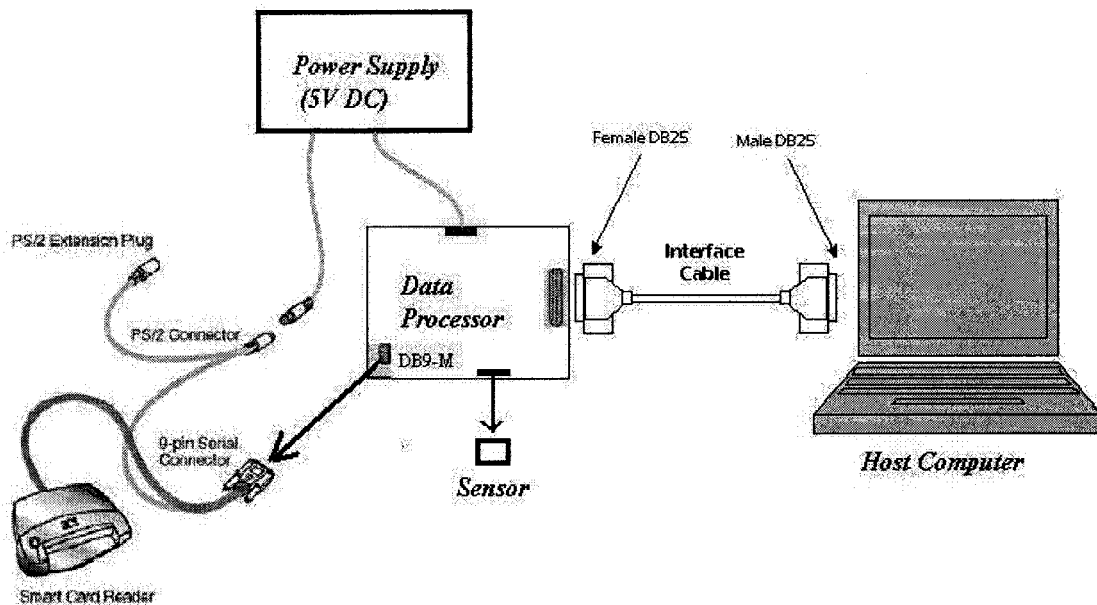 Power Supply
(5V DC)
Female DB25
Male DB25
PS/2 Extension Plug
Interface
Cable
Data
Processor
PS/2 Connector
DB9-M
9-pin Serial
Connector
Sensor
Host Computer
Smart Card Reader